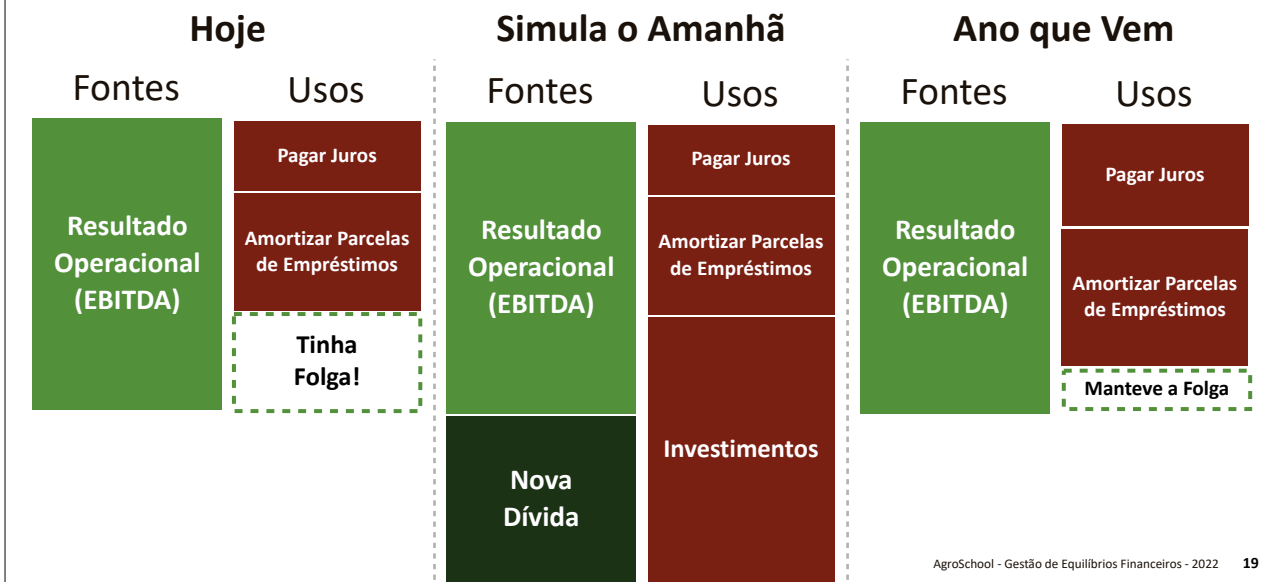 Hoje
Fontes
Usos
Resultado
Operacional
(EBITDA)
Pagar Juros
Amortizar Parcelas
de Empréstimos
Tinha
Folga!
Simula o Amanhã
Fontes
Usos
Resultado
Operacional
(EBITDA)
Nova
Dívida
Pagar Juros
Amortizar Parcelas
de Empréstimos
Investimentos
Ano que Vem
Fontes
Usos
Resultado
Operacional
(EBITDA)
Pagar Juros
Amortizar Parcelas
de Empréstimos
Manteve a Folga
AgroSchool - Gestão de Equilíbrios Financeiros - 2022 19